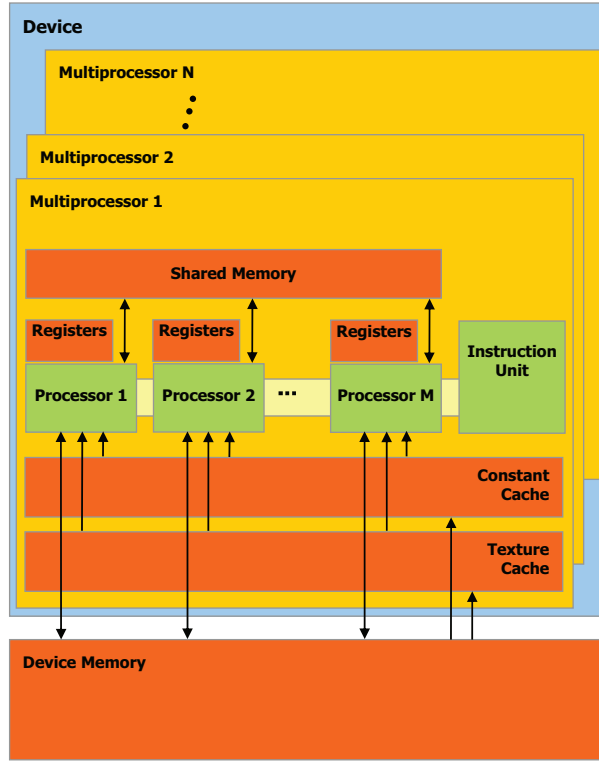 Device
Multiprocessor N
Multiprocessor 2
Multiprocessor 1
Shared Memory
Registers
Registers
Registers
Instruction
Unit
Processor 1
Processor 2
...
Processor M
Constant
Cache
Texture
Cache
Device Memory